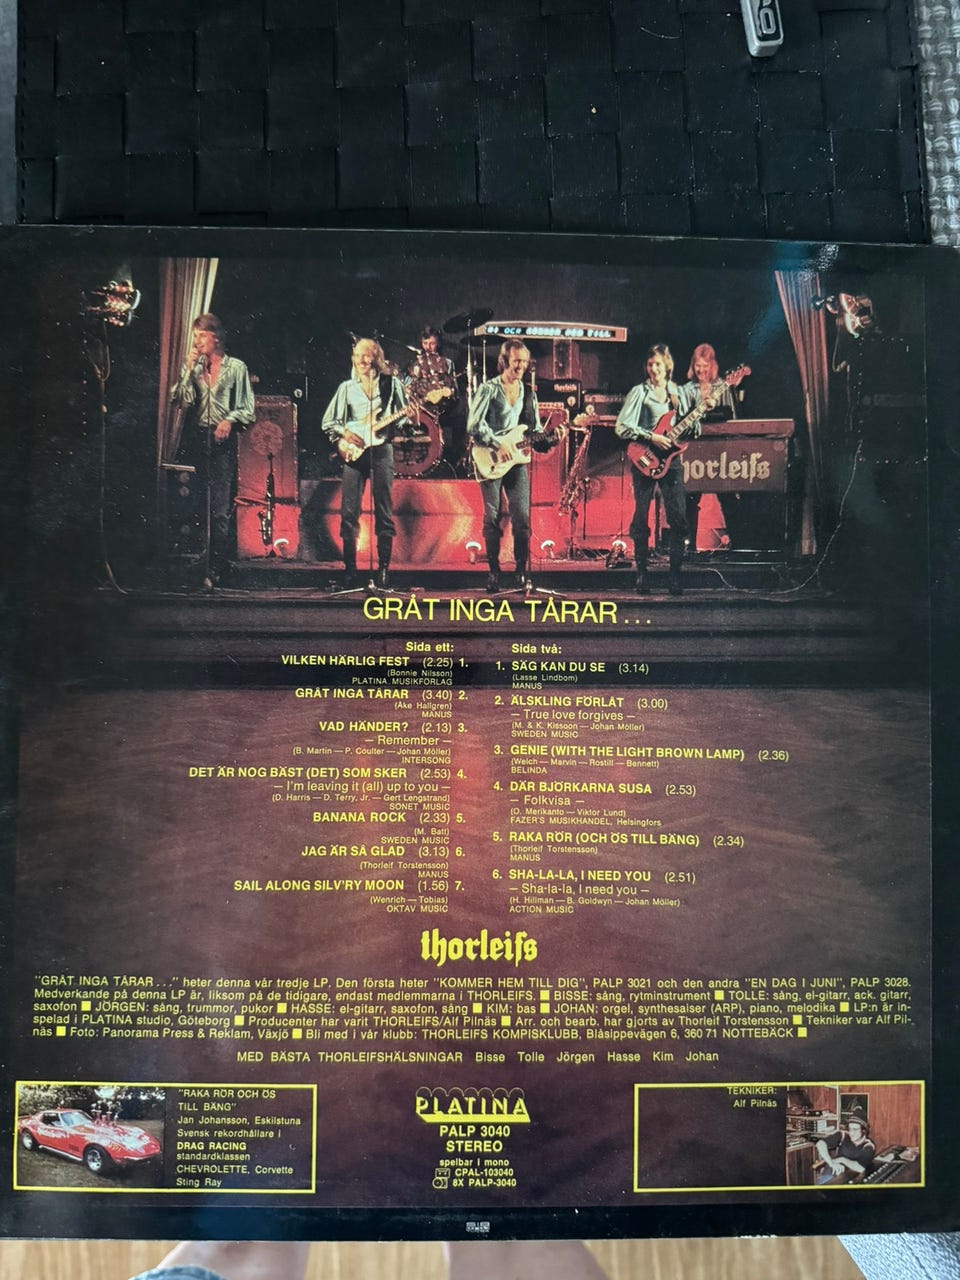 thorleifs
horleifs
GRÅT INGA TÅRAR...
Sida ett:
VILKEN HÄRLIG FEST (2.25) 1.
(Bonnie Nilsson)
PLATINA MUSIKFÖRLAG
GRÅT INGA TÅRAR (3.40) 2.
(Åke Hallgren)
MANUS
VAD HÄNDER? (2.13) 3.
— Remember —
(B. Martin — P. Coulter — Johan Möller)
INTERSONG
DET ÄR NOG BÄST (DET) SOM SKER (2.53) 4.
— I'm leaving it (all) up to you —
(D. Harris — D. Terry, Jr. — Gert Lengstrand)
SONET MUSIC
BANANA ROCK (2.33) 5.
(M. Batt)
SWEDEN MUSIC
JAG ÄR SÅ GLAD (3.13) 6.
(Thorleif Torstensson)
MANUS
SAIL ALONG SILV'RY MOON (1.56) 7.
(Wenrich — Tobias)
OKTAV MUSIC
Sida två:
1. SÄG KAN DU SE (3.14)
(Lasse Lindbom)
MANUS
2. ÄLSKLING FÖRLÅT (3.00)
— True love forgives —
(M. & K. Kissoon — Johan Möller)
SWEDEN MUSIC
3. GENIE (WITH THE LIGHT BROWN LAMP) (2.36)
(Welch — Marvin — Rostill — Bennett)
BELINDA
4. DÄR BJÖRKARNA SUSA (2.53)
— Folkvisa —
(O. Merikanto — Viktor Lund)
FAZER'S MUSIKHANDEL, Helsingfors
5. RAKA RÖR (OCH ÖS TILL BÄNG) (2.34)
(Thorleif Torstensson)
MANUS
6. SHA-LA-LA, I NEED YOU (2.51)
— Sha-la-la, I need you —
(H. Hillman — B. Goldwyn — Johan Möller)
ACTION MUSIC
thorleifs
"GRÅT INGA TÅRAR..." heter denna vår tredje LP. Den första heter "KOMMER HEM TILL DIG", PALP 3021 och den andra "EN DAG I JUNI", PALP 3028.
Medverkande på denna LP är, liksom på de tidigare, endast medlemmarna i THORLEIFS. ■ BISSE: sång, rytminstrument ■ TOLLE: sång, el-gitarr, ack. gitarr,
saxofon ■ JÖRGEN: sång, trummor, pukor ■ HASSE: el-gitarr, saxofon, sång ■ KIM: bas ■ JOHAN: orgel, synthesaiser (ARP), piano, melodika ■ LP:n är in-
spelad i PLATINA studio, Göteborg ■ Producenter har varit THORLEIFS/Alf Pilnäs ■ Arr. och bearb. har gjorts av Thorleif Torstensson ■ Tekniker var Alf Pil-
näs ■ Foto: Panorama Press & Reklam, Växjö ■ Bli med i vår klubb: THORLEIFS KOMPISKLUBB, Blåsippevägen 6, 360 71 NOTTEBÄCK ■
MED BÄSTA THORLEIFSHÄLSNINGAR Bisse Tolle Jörgen Hasse Kim Johan
"RAKA RÖR OCH ÖS
TILL BÄNG"
Jan Johansson, Eskilstuna
Svensk rekordhållare i
DRAG RACING
standardklassen
CHEVROLETTE, Corvette
Sting Ray
PLATINA
PALP 3040
STEREO
spelbar i mono
CPAL-103040
8X PALP-3040
TEKNIKER:
Alf Pilnäs